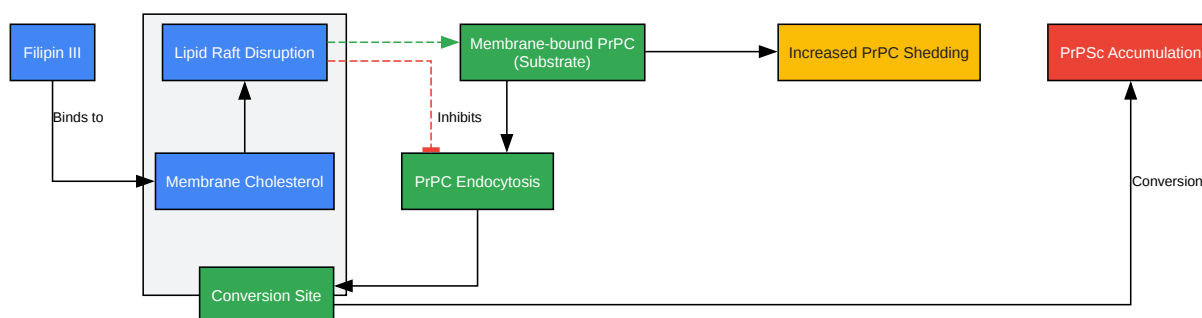 Filipin III
Lipid Raft Disruption
Membrane-bound PrPC
(Substrate)
Increased PrPC Shedding
PrPSc Accumulation
Binds to
Inhibits
Membrane Cholesterol
PrPC Endocytosis
Conversion
Conversion Site